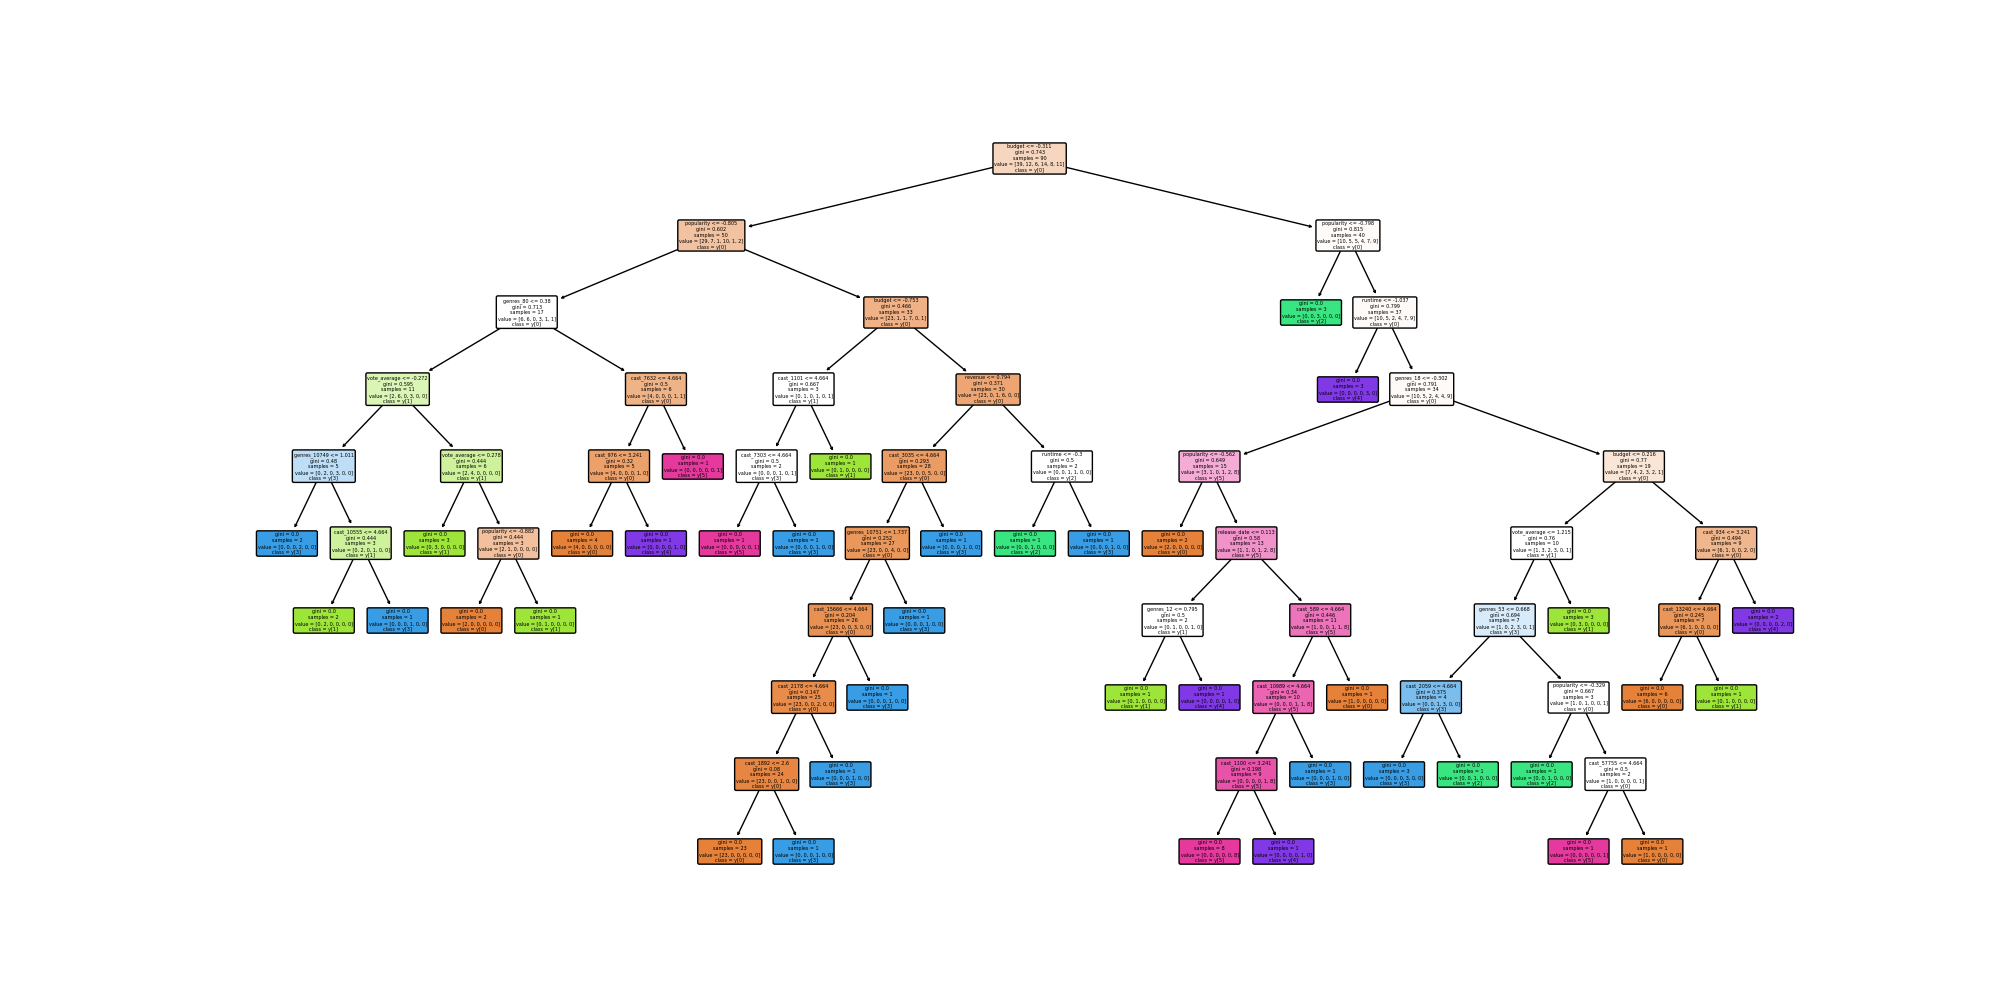 budget <= -0.311
gini = 0.743
samples = 90
value = [39, 12, 6, 14, 8, 11]
class = y[0]
popularity <= -0.805
gini = 0.602
samples = 50
value = [29, 7, 1, 10, 1, 2]
class = y[0]
popularity <= -0.798
gini = 0.815
samples = 40
value = [10, 5, 5, 4, 7, 9]
class = y[0]
genres_80 <= 0.38
gini = 0.713
samples = 17
value = [6, 6, 0, 3, 1, 1]
class = y[0]
budget <= -0.753
gini = 0.466
samples = 33
value = [23, 1, 1, 7, 0, 1]
class = y[0]
gini = 0.0
samples = 3
value = [0, 0, 3, 0, 0, 0]
class = y[2]
runtime <= -1.037
gini = 0.799
samples = 37
value = [10, 5, 2, 4, 7, 9]
class = y[0]
vote_average <= -0.272
gini = 0.595
samples = 11
value = [2, 6, 0, 3, 0, 0]
class = y[1]
cast_7632 <= 4.664
gini = 0.5
samples = 6
value = [4, 0, 0, 0, 1, 1]
class = y[0]
cast_1101 <= 4.664
gini = 0.667
samples = 3
value = [0, 1, 0, 1, 0, 1]
class = y[1]
revenue <= 0.794
gini = 0.371
samples = 30
value = [23, 0, 1, 6, 0, 0]
class = y[0]
gini = 0.0
samples = 3
value = [0, 0, 0, 0, 3, 0]
class = y[4]
genres_18 <= -0.302
gini = 0.791
samples = 34
value = [10, 5, 2, 4, 4, 9]
class = y[0]
genres_10749 <= 1.011
gini = 0.48
samples = 5
value = [0, 2, 0, 3, 0, 0]
class = y[3]
vote_average <= 0.278
gini = 0.444
samples = 6
value = [2, 4, 0, 0, 0, 0]
class = y[1]
cast_976 <= 3.241
gini = 0.32
samples = 5
value = [4, 0, 0, 0, 1, 0]
class = y[0]
gini = 0.0
samples = 1
value = [0, 0, 0, 0, 0, 1]
class = y[5]
cast_7303 <= 4.664
gini = 0.5
samples = 2
value = [0, 0, 0, 1, 0, 1]
class = y[3]
gini = 0.0
samples = 1
value = [0, 1, 0, 0, 0, 0]
class = y[1]
cast_3035 <= 4.664
gini = 0.293
samples = 28
value = [23, 0, 0, 5, 0, 0]
class = y[0]
runtime <= -0.3
gini = 0.5
samples = 2
value = [0, 0, 1, 1, 0, 0]
class = y[2]
popularity <= -0.562
gini = 0.649
samples = 15
value = [3, 1, 0, 1, 2, 8]
class = y[5]
budget <= 0.216
gini = 0.77
samples = 19
value = [7, 4, 2, 3, 2, 1]
class = y[0]
gini = 0.0
samples = 2
value = [0, 0, 0, 2, 0, 0]
class = y[3]
cast_10555 <= 4.664
gini = 0.444
samples = 3
value = [0, 2, 0, 1, 0, 0]
class = y[1]
gini = 0.0
samples = 3
value = [0, 3, 0, 0, 0, 0]
class = y[1]
popularity <= -0.882
gini = 0.444
samples = 3
value = [2, 1, 0, 0, 0, 0]
class = y[0]
gini = 0.0
samples = 4
value = [4, 0, 0, 0, 0, 0]
class = y[0]
gini = 0.0
samples = 1
value = [0, 0, 0, 0, 1, 0]
class = y[4]
gini = 0.0
samples = 1
value = [0, 0, 0, 0, 0, 1]
class = y[5]
gini = 0.0
samples = 1
value = [0, 0, 0, 1, 0, 0]
class = y[3]
genres_10751 <= 1.737
gini = 0.252
samples = 27
value = [23, 0, 0, 4, 0, 0]
class = y[0]
gini = 0.0
samples = 1
value = [0, 0, 0, 1, 0, 0]
class = y[3]
gini = 0.0
samples = 1
value = [0, 0, 1, 0, 0, 0]
class = y[2]
gini = 0.0
samples = 1
value = [0, 0, 0, 1, 0, 0]
class = y[3]
gini = 0.0
samples = 2
value = [2, 0, 0, 0, 0, 0]
class = y[0]
release_date <= 0.113
gini = 0.58
samples = 13
value = [1, 1, 0, 1, 2, 8]
class = y[5]
vote_average <= 1.215
gini = 0.76
samples = 10
value = [1, 3, 2, 3, 0, 1]
class = y[1]
cast_934 <= 3.241
gini = 0.494
samples = 9
value = [6, 1, 0, 0, 2, 0]
class = y[0]
gini = 0.0
samples = 2
value = [0, 2, 0, 0, 0, 0]
class = y[1]
gini = 0.0
samples = 1
value = [0, 0, 0, 1, 0, 0]
class = y[3]
gini = 0.0
samples = 2
value = [2, 0, 0, 0, 0, 0]
class = y[0]
gini = 0.0
samples = 1
value = [0, 1, 0, 0, 0, 0]
class = y[1]
cast_15666 <= 4.664
gini = 0.204
samples = 26
value = [23, 0, 0, 3, 0, 0]
class = y[0]
gini = 0.0
samples = 1
value = [0, 0, 0, 1, 0, 0]
class = y[3]
genres_12 <= 0.795
gini = 0.5
samples = 2
value = [0, 1, 0, 0, 1, 0]
class = y[1]
cast_589 <= 4.664
gini = 0.446
samples = 11
value = [1, 0, 0, 1, 1, 8]
class = y[5]
genres_53 <= 0.668
gini = 0.694
samples = 7
value = [1, 0, 2, 3, 0, 1]
class = y[3]
gini = 0.0
samples = 3
value = [0, 3, 0, 0, 0, 0]
class = y[1]
cast_13240 <= 4.664
gini = 0.245
samples = 7
value = [6, 1, 0, 0, 0, 0]
class = y[0]
gini = 0.0
samples = 2
value = [0, 0, 0, 0, 2, 0]
class = y[4]
cast_2178 <= 4.664
gini = 0.147
samples = 25
value = [23, 0, 0, 2, 0, 0]
class = y[0]
gini = 0.0
samples = 1
value = [0, 0, 0, 1, 0, 0]
class = y[3]
gini = 0.0
samples = 1
value = [0, 1, 0, 0, 0, 0]
class = y[1]
gini = 0.0
samples = 1
value = [0, 0, 0, 0, 1, 0]
class = y[4]
cast_10989 <= 4.664
gini = 0.34
samples = 10
value = [0, 0, 0, 1, 1, 8]
class = y[5]
gini = 0.0
samples = 1
value = [1, 0, 0, 0, 0, 0]
class = y[0]
cast_2059 <= 4.664
gini = 0.375
samples = 4
value = [0, 0, 1, 3, 0, 0]
class = y[3]
popularity <= -0.329
gini = 0.667
samples = 3
value = [1, 0, 1, 0, 0, 1]
class = y[0]
gini = 0.0
samples = 6
value = [6, 0, 0, 0, 0, 0]
class = y[0]
gini = 0.0
samples = 1
value = [0, 1, 0, 0, 0, 0]
class = y[1]
cast_1892 <= 2.6
gini = 0.08
samples = 24
value = [23, 0, 0, 1, 0, 0]
class = y[0]
gini = 0.0
samples = 1
value = [0, 0, 0, 1, 0, 0]
class = y[3]
cast_1100 <= 3.241
gini = 0.198
samples = 9
value = [0, 0, 0, 0, 1, 8]
class = y[5]
gini = 0.0
samples = 1
value = [0, 0, 0, 1, 0, 0]
class = y[3]
gini = 0.0
samples = 3
value = [0, 0, 0, 3, 0, 0]
class = y[3]
gini = 0.0
samples = 1
value = [0, 0, 1, 0, 0, 0]
class = y[2]
gini = 0.0
samples = 1
value = [0, 0, 1, 0, 0, 0]
class = y[2]
cast_57755 <= 4.664
gini = 0.5
samples = 2
value = [1, 0, 0, 0, 0, 1]
class = y[0]
gini = 0.0
samples = 23
value = [23, 0, 0, 0, 0, 0]
class = y[0]
gini = 0.0
samples = 1
value = [0, 0, 0, 1, 0, 0]
class = y[3]
gini = 0.0
samples = 8
value = [0, 0, 0, 0, 0, 8]
class = y[5]
gini = 0.0
samples = 1
value = [0, 0, 0, 0, 1, 0]
class = y[4]
gini = 0.0
samples = 1
value = [0, 0, 0, 0, 0, 1]
class = y[5]
gini = 0.0
samples = 1
value = [1, 0, 0, 0, 0, 0]
class = y[0]